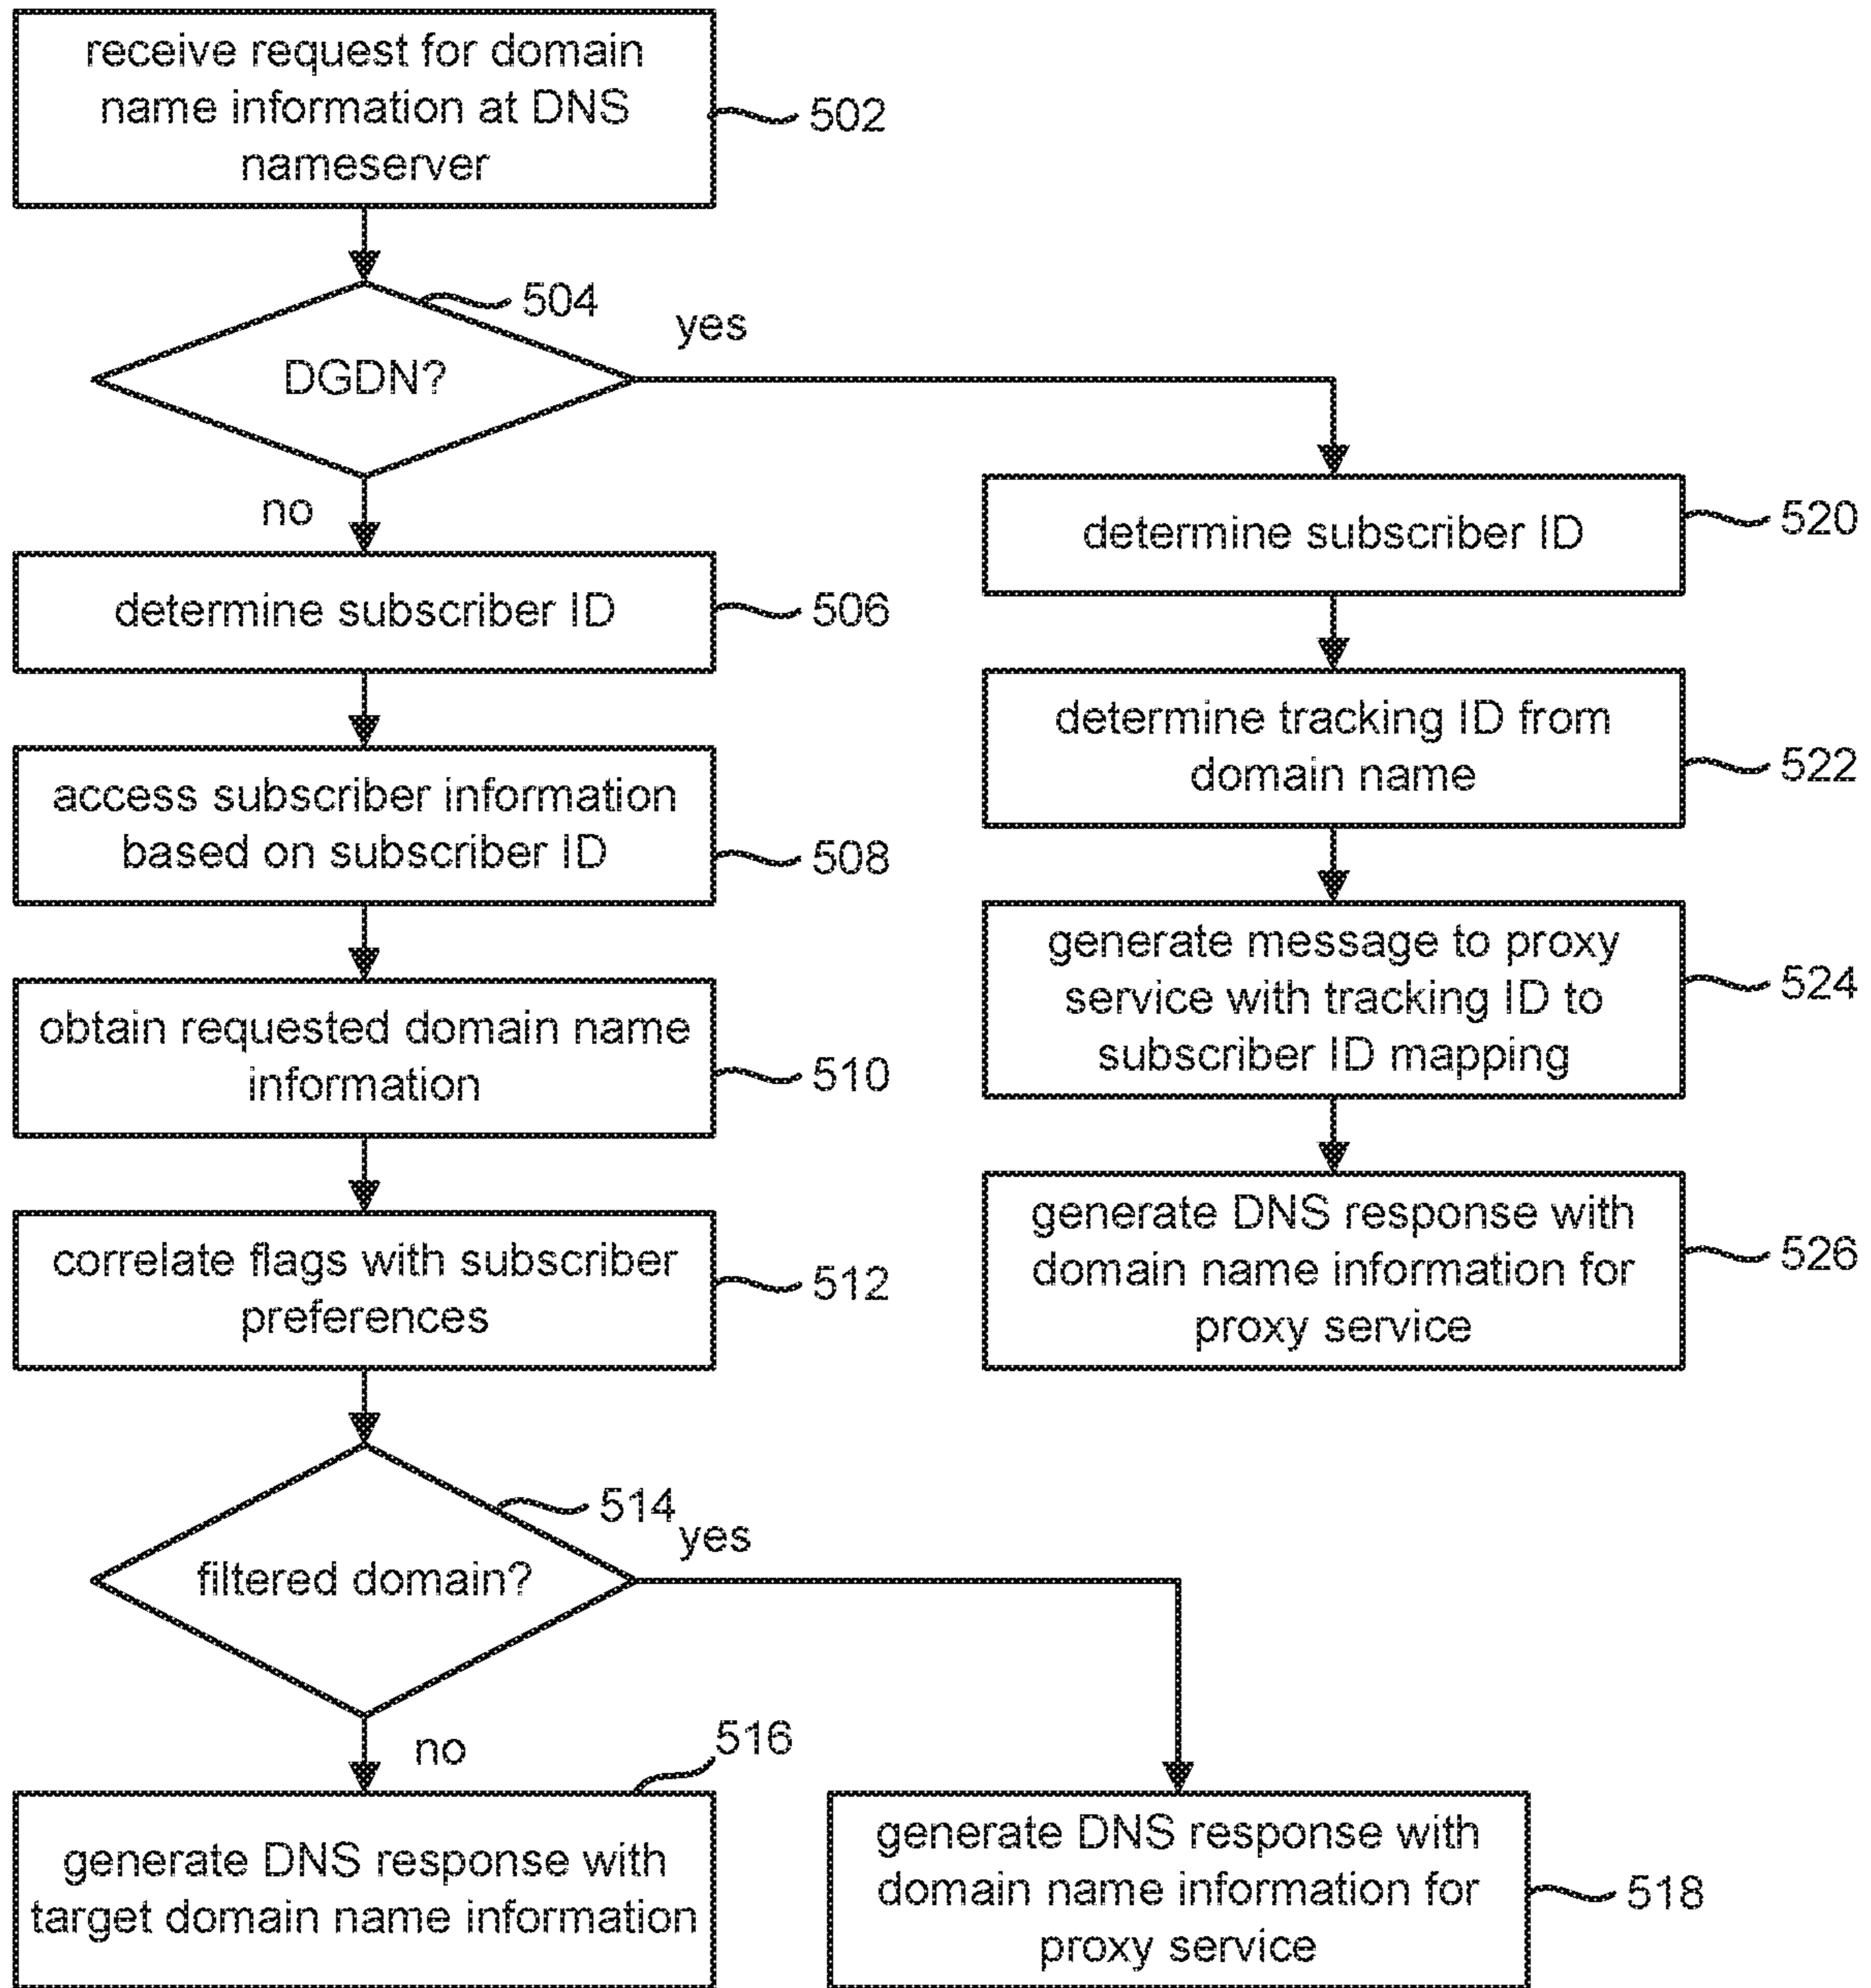 receive request for domain
name information at DNS
nameserver
502
504
DGDN?
yes
no
determine subscriber ID
506
access subscriber information
based on subscriber ID
508
obtain requested domain name
information
510
correlate flags with subscriber
preferences
512
514
filtered domain?
yes
no
516
generate DNS response with
target domain name information
generate DNS response with
domain name information for
proxy service
518
determine subscriber ID
520
determine tracking ID from
domain name
522
generate message to proxy
service with tracking ID to
subscriber ID mapping
524
generate DNS response with
domain name information for
proxy service
526